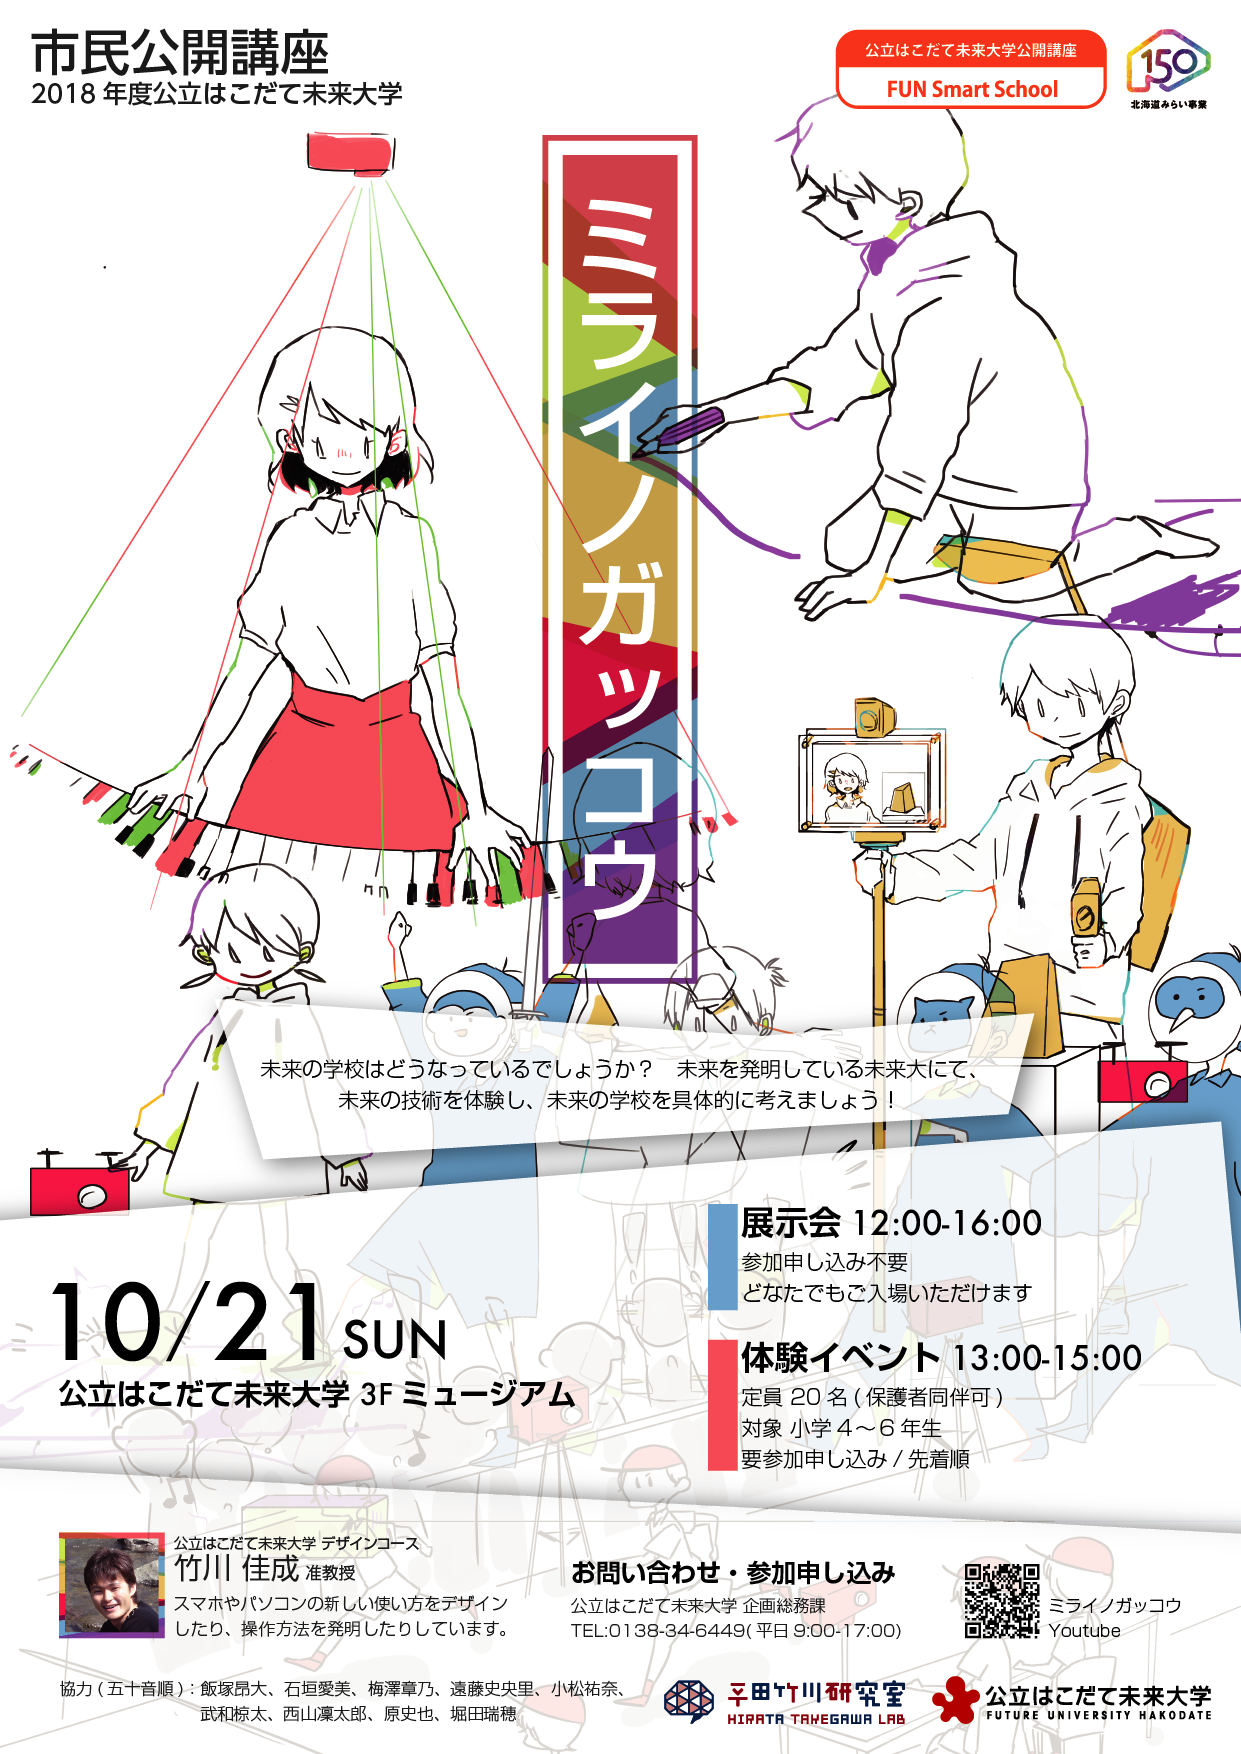 市民公開講座
2018 年度公立はこだて未来大学
公立はこだて未来大学公開講座
FUN Smart School
150
北海道みらい事業
ミライノガッコウ
未来の学校はどうなっているでしょうか？　未来を発明している未来大にて、
未来の技術を体験し、未来の学校を具体的に考えましょう！
10/21 SUN
公立はこだて未来大学 3F ミュージアム
展示会 12:00-16:00
参加申し込み不要
どなたでもご入場いただけます
体験イベント 13:00-15:00
定員 20 名 ( 保護者同伴可 )
対象 小学 4～6 年生
要参加申し込み / 先着順
公立はこだて未来大学 デザインコース
竹川 佳成 准教授
スマホやパソコンの新しい使い方をデザイン
したり、操作方法を発明したりしています。
お問い合わせ・参加申し込み
公立はこだて未来大学 企画総務課
TEL:0138-34-6449( 平日 9:00-17:00)
ミライノガッコウ
Youtube
協力 ( 五十音順 ) : 飯塚昂大、石垣愛美、梅澤章乃、遠藤史央里、小松祐奈、
武和椋太、西山凜太郎、原史也、堀田瑞穂
平田竹川研究室
HIRATA TAKEGAWA LAB
公立はこだて未来大学
FUTURE UNIVERSITY HAKODATE